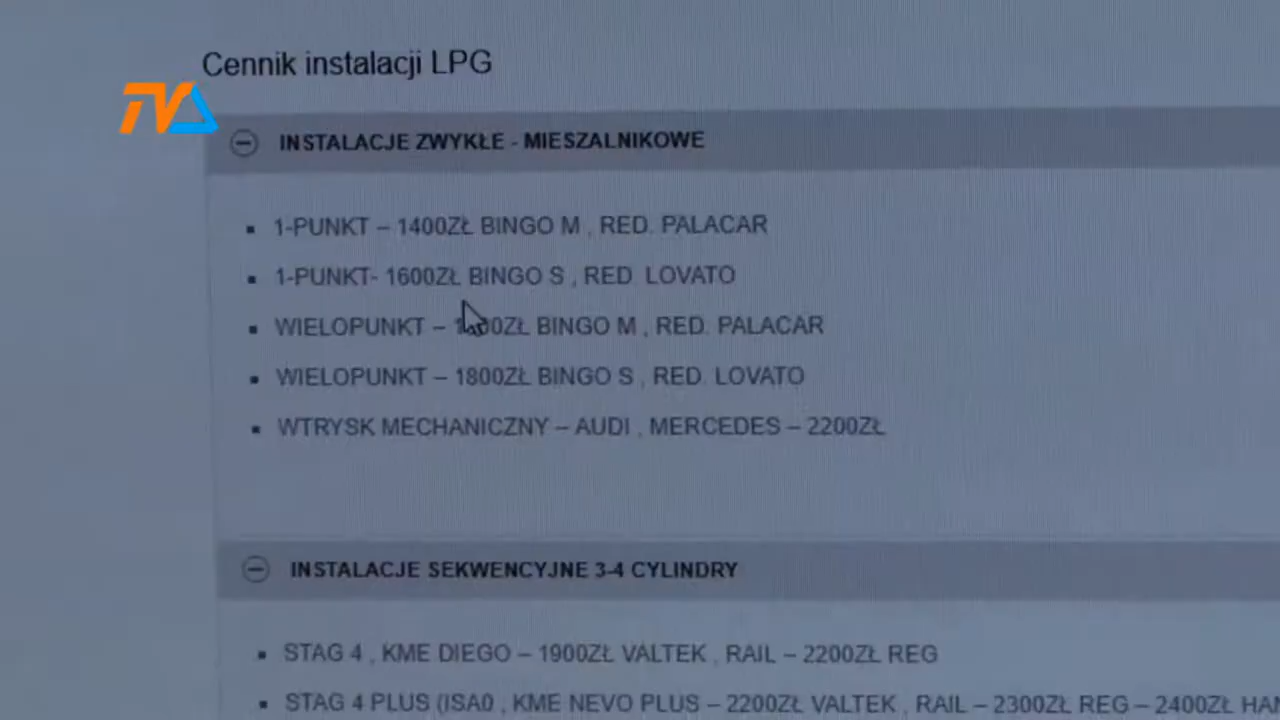 Cennik instalacji LPG
TVA
INSTALACJE ZWYKŁE - MIESZALNIKOWE
1-PUNKT – 1400ZŁ BINGO M , RED. PALACAR
1-PUNKT- 1600ZŁ BINGO S , RED. LOVATO
WIELOPUNKT – BINGO M , RED. PALACAR
WIELOPUNKT – 1800ZŁ BINGO S , RED. LOVATO
WTRYSK MECHANICZNY – AUDI , MERCEDES – 2200ZŁ
INSTALACJE SEKWENCYJNE 3-4 CYLINDRY
STAG 4 , KME DIEGO – 1900ZŁ VALTEK , RAIL – 2200ZŁ REG
STAG 4 PLUS (ISA0 , KME NEVO PLUS – 2200ZŁ VALTEK , RAIL – 2300ZŁ REG – 2400ZŁ